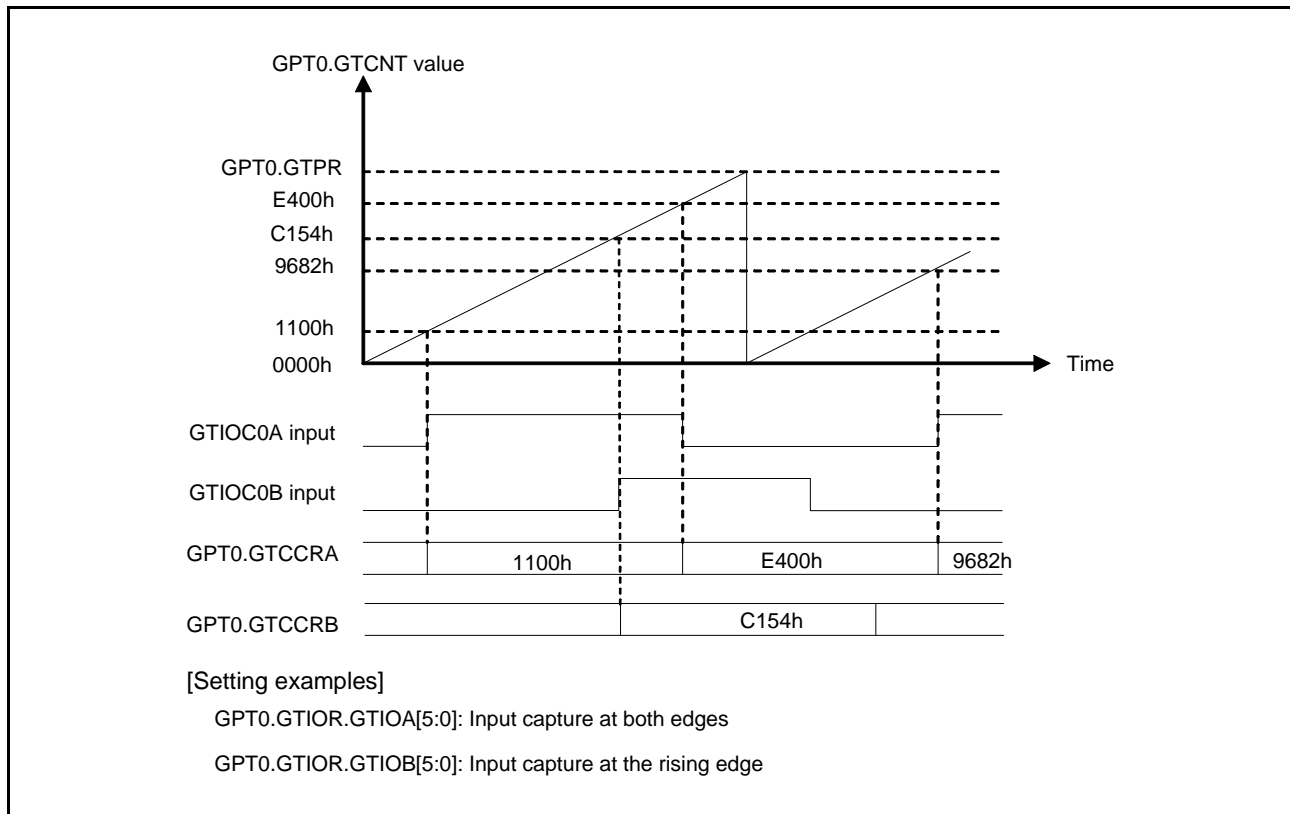 GPT0.GTCNT value
GPT0.GTPR
E400h
C154h
9682h
1100h
0000h
Time
GTIOC0A input
GTIOC0B input
GPT0.GTCCRA
1100h
E400h
9682h
GPT0.GTCCRB
C154h
[Setting examples]
GPT0.GTIOR.GTIOA[5:0]: Input capture at both edges
GPT0.GTIOR.GTIOB[5:0]: Input capture at the rising edge